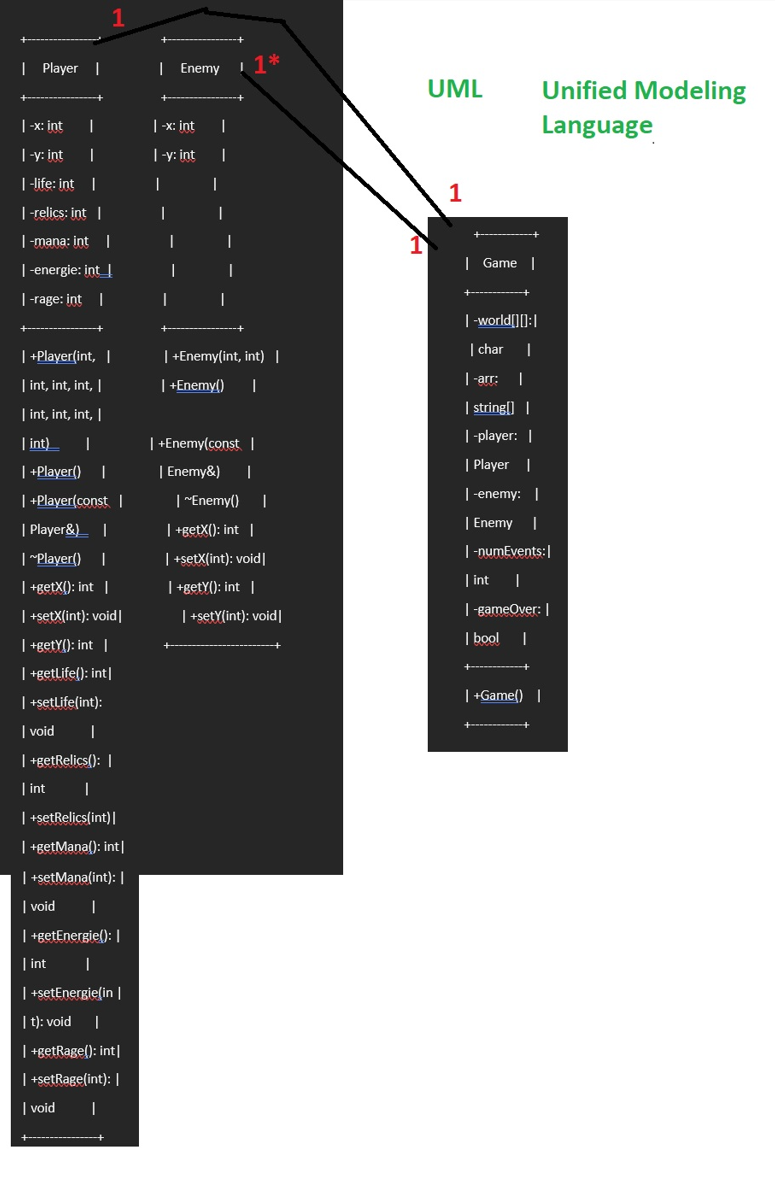 1
+----------------+
| Player |
+----------------+
| -x: int |
| -y: int |
| -life: int |
| -relics: int |
| -mana: int |
| -energie: int |
| -rage: int |
+----------------+
| +Player(int, |
| int, int, int, |
| int, int, int, |
| int) |
| +Player() |
| +Player(const |
| Player&) |
| ~Player() |
| +getX(): int |
| +setX(int): void|
| +getY(): int |
| +getLife(): int|
| +setLife(int):
| void |
| +getRelics(): |
| int |
| +setRelics(int)|
| +getMana(): int|
| +setMana(int): |
| void |
| +getEnergie(): |
| int |
| +setEnergie(in |
| t): void |
| +getRage(): int|
| +setRage(int): |
| void |
+----------------+
+----------------+
| Enemy |
1*
+----------------+
| -x: int |
| -y: int |
| |
| |
| |
| |
| |
+----------------+
| +Enemy(int, int) |
| +Enemy() |
| +Enemy(const |
| Enemy&) |
| ~Enemy() |
| +getX(): int |
| +setX(int): void|
| +getY(): int |
| +setY(int): void|
+------------------------+
UML
Unified Modeling
Language
1
1
+------------+
| Game |
+------------+
| -world[][]:|
| char |
| -arr: |
| string[] |
| -player: |
| Player |
| -enemy: |
| Enemy |
| -numEvents:|
| int |
| -gameOver: |
| bool |
+------------+
| +Game() |
+------------+